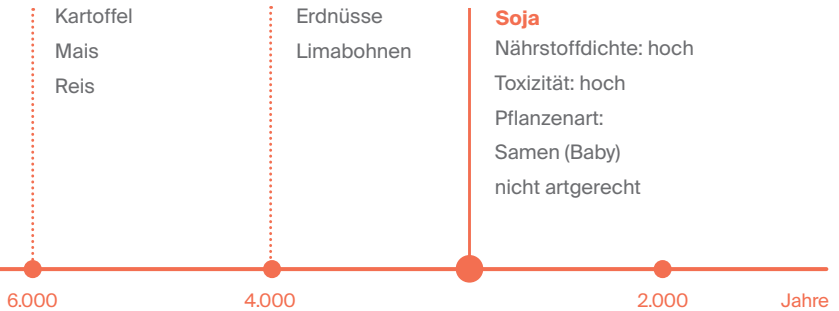 Kartoffel
Mais
Reis
Erdnüsse
Limabohnen
Soja
Nährstoffdichte: hoch
Toxizität: hoch
Pflanzenart:
Samen (Baby)
nicht artgerecht
6.000
4.000
2.000
Jahre